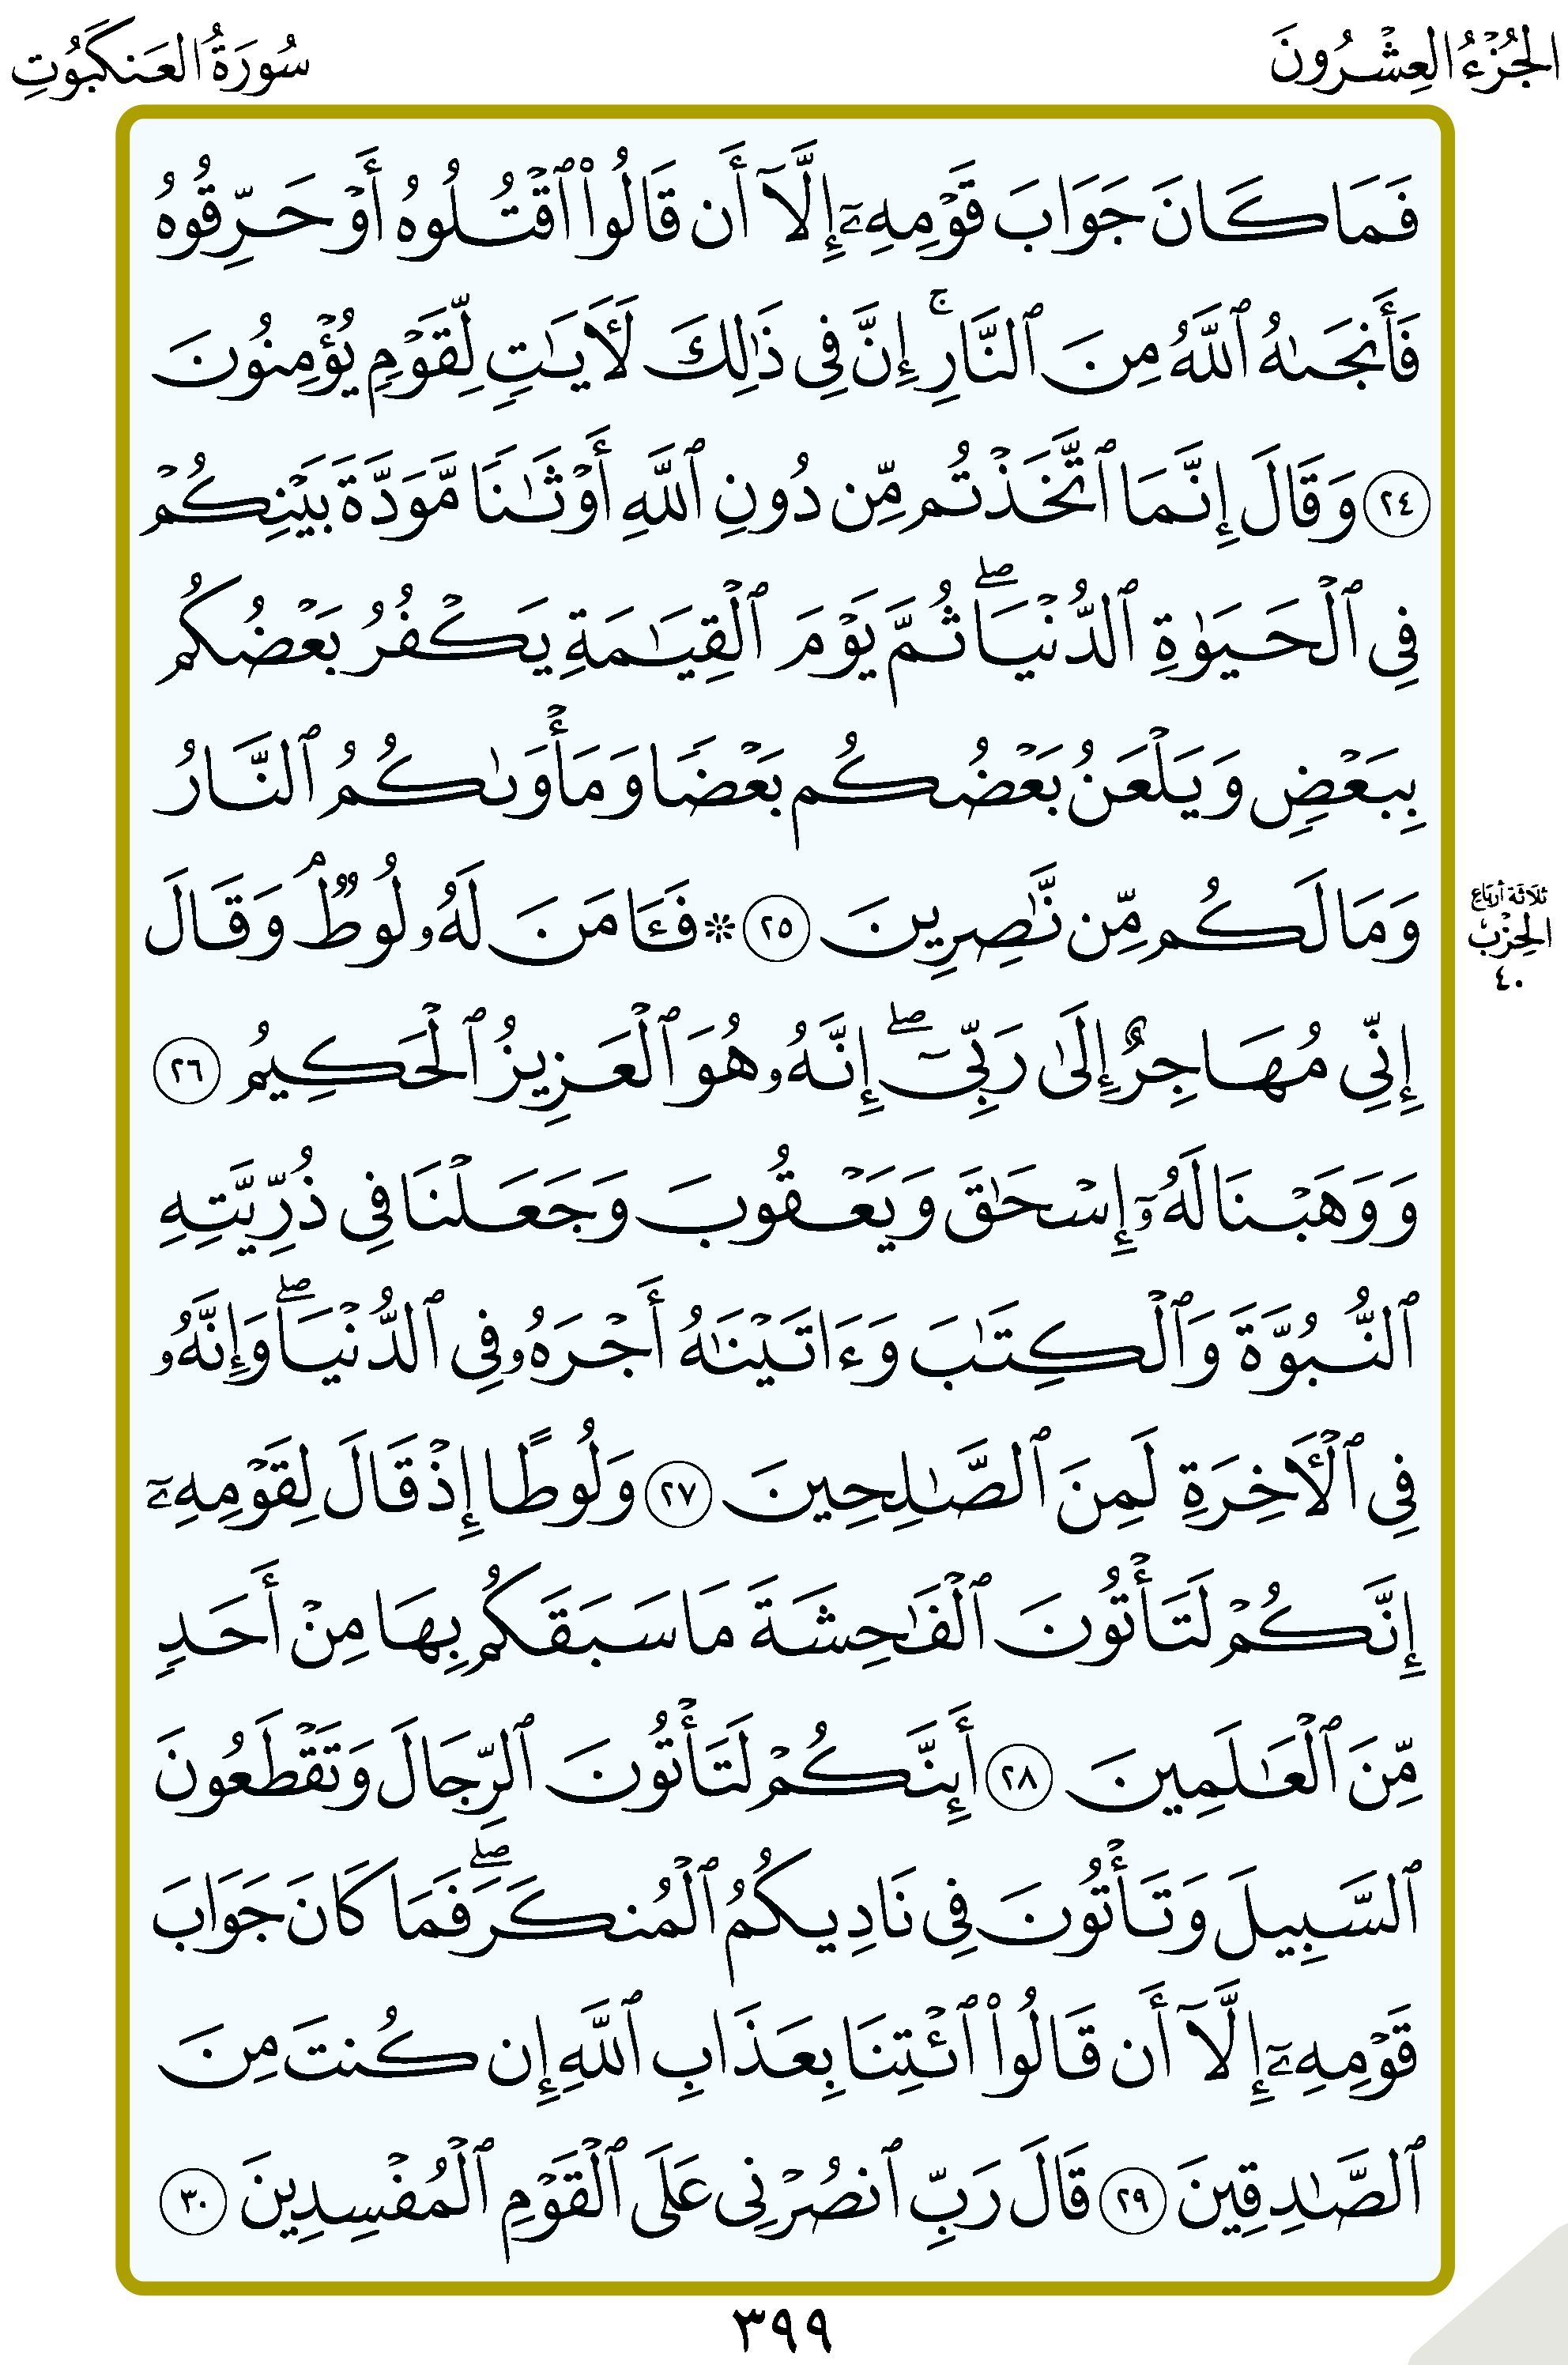 الجُزْءُ العِشْرُونَ
سُورَةُ العَنكَبُوتِ
فَمَا كَانَ جَوَابَ قَوْمِهِۦٓ إِلَّآ أَن قَالُوا۟ ٱقْتُلُوهُ أَوْ حَرِّقُوهُ
فَأَنجَىٰهُ ٱللَّهُ مِنَ ٱلنَّارِ ۚ إِنَّ فِى ذَٰلِكَ لَـَٔايَـٰتٍ لِّقَوْمٍ يُؤْمِنُونَ
٢٤ وَقَالَ إِنَّمَا ٱتَّخَذْتُم مِّن دُونِ ٱللَّهِ أَوْثَـٰنًا مَّوَدَّةَ بَيْنِكُمْ
فِى ٱلْحَيَوٰةِ ٱلدُّنْيَا ۖ ثُمَّ يَوْمَ ٱلْقِيَـٰمَةِ يَكْفُرُ بَعْضُكُم
بِبَعْضٍ وَيَلْعَنُ بَعْضُكُم بَعْضًا وَمَأْوَىٰكُمُ ٱلنَّارُ
وَمَا لَكُم مِّن نَّـٰصِرِينَ ٢٥ ۞ فَـَٔامَنَ لَهُۥ لُوطٌ ۘ وَقَالَ
ثلاثة أرباع
الحِزْب
٤٠
إِنِّى مُهَاجِرٌ إِلَىٰ رَبِّىٓ ۖ إِنَّهُۥ هُوَ ٱلْعَزِيزُ ٱلْحَكِيمُ ٢٦
وَوَهَبْنَا لَهُۥٓ إِسْحَـٰقَ وَيَعْقُوبَ وَجَعَلْنَا فِى ذُرِّيَّتِهِ
ٱلنُّبُوَّةَ وَٱلْكِتَـٰبَ وَءَاتَيْنَـٰهُ أَجْرَهُۥ فِى ٱلدُّنْيَا ۖ وَإِنَّهُۥ
فِى ٱلْـَٔاخِرَةِ لَمِنَ ٱلصَّـٰلِحِينَ ٢٧ وَلُوطًا إِذْ قَالَ لِقَوْمِهِۦٓ
إِنَّكُمْ لَتَأْتُونَ ٱلْفَـٰحِشَةَ مَا سَبَقَكُم بِهَا مِنْ أَحَدٍ
مِّنَ ٱلْعَـٰلَمِينَ ٢٨ أَئِنَّكُمْ لَتَأْتُونَ ٱلرِّجَالَ وَتَقْطَعُونَ
ٱلسَّبِيلَ وَتَأْتُونَ فِى نَادِيكُمُ ٱلْمُنكَرَ ۖ فَمَا كَانَ جَوَابَ
قَوْمِهِۦٓ إِلَّآ أَن قَالُوا۟ ٱئْتِنَا بِعَذَابِ ٱللَّهِ إِن كُنتَ مِنَ
ٱلصَّـٰدِقِينَ ٢٩ قَالَ رَبِّ ٱنصُرْنِى عَلَى ٱلْقَوْمِ ٱلْمُفْسِدِينَ ٣٠
٣٩٩